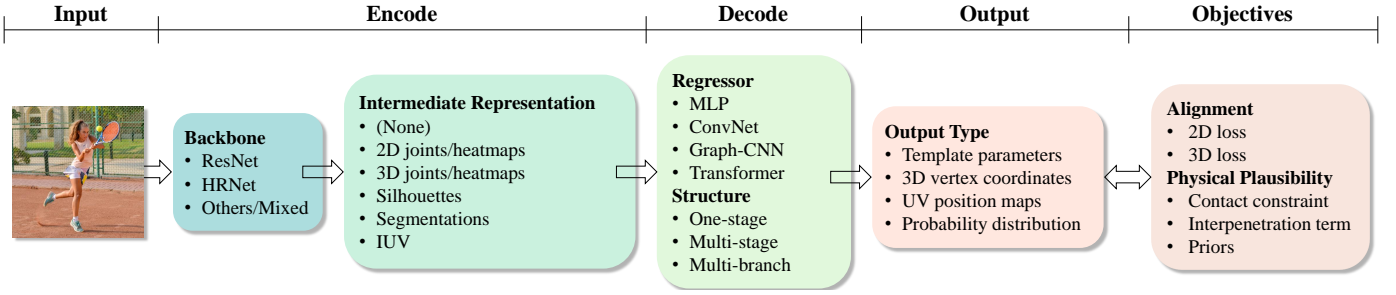 Input
Encode
Decode
Output
Objectives
Backbone
• ResNet
• HRNet
• Others/Mixed
Intermediate Representation
• (None)
• 2D joints/heatmaps
• 3D joints/heatmaps
• Silhouettes
• Segmentations
• IUV
Regressor
• MLP
• ConvNet
• Graph-CNN
• Transformer
Structure
• One-stage
• Multi-stage
• Multi-branch
Output Type
• Template parameters
• 3D vertex coordinates
• UV position maps
• Probability distribution
Alignment
• 2D loss
• 3D loss
Physical Plausibility
• Contact constraint
• Interpenetration term
• Priors